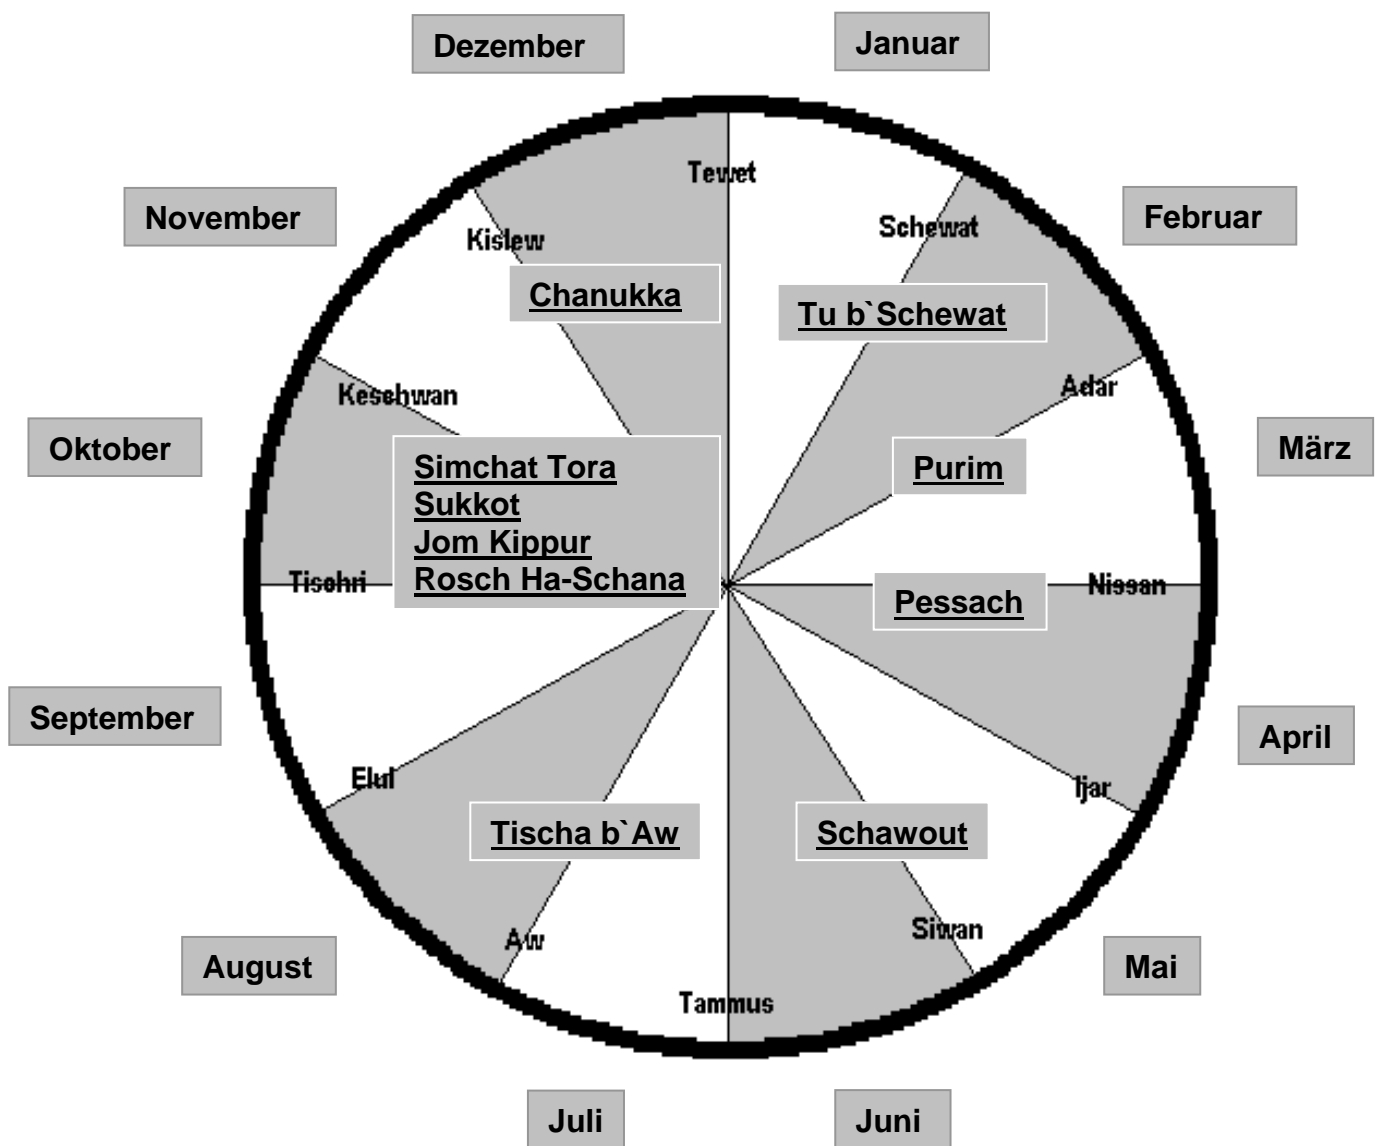 Dezember
Januar
November
Februar
Oktober
März
September
April
August
Mai
Juli
Juni
Tewet
Kislew
Schewat
Keschwan
Adar
Tischri
Nissan
Elul
Ijar
Aw
Siwan
Tammus
Chanukka
Tu b`Schewat
Simchat Tora
Sukkot
Jom Kippur
Rosch Ha-Schana
Purim
Pessach
Tischa b`Aw
Schawout